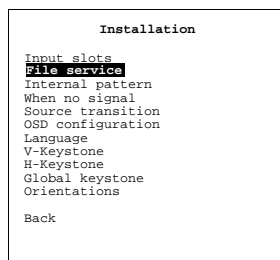 Installation
Input slots
File service
Internal pattern
When no signal
Source transition
OSD configuration
Language
V-Keystone
H-Keystone
Global keystone
Orientations
Back